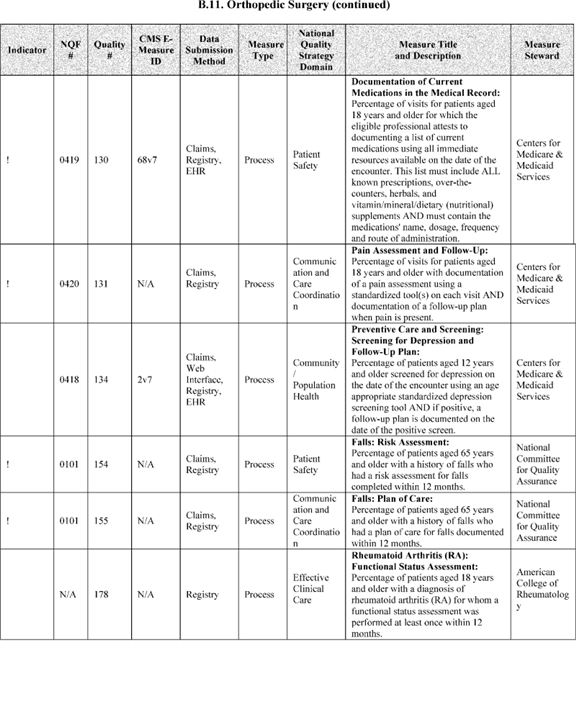 B.11. Orthopedic Surgery (continued)
Indicator
NQF
#
Quality
#
CMS E-
Measure
ID
Data
Submission
Method
Measure
Type
National
Quality
Strategy
Domain
Measure Title
and Description
Measure
Steward
!
0419
130
68v7
Claims,
Registry,
EHR
Process
Patient
Safety
Documentation of Current
Medications in the Medical Record:
Percentage of visits for patients aged
18 years and older for which the
eligible professional attests to
documenting a list of current
medications using all immediate
resources available on the date of the
encounter. This list must include ALL
known prescriptions, over-the-
counters, herbals, and
vitamin/mineral/dietary (nutritional)
supplements AND must contain the
medications' name, dosage, frequency
and route of administration.
Centers for
Medicare &
Medicaid
Services
!
0420
131
N/A
Claims,
Registry
Process
Communic
ation and
Care
Coordinatio
n
Pain Assessment and Follow-Up:
Percentage of visits for patients aged
18 years and older with documentation
of a pain assessment using a
standardized tool(s) on each visit AND
documentation of a follow-up plan
when pain is present.
Centers for
Medicare &
Medicaid
Services
0418
134
2v7
Claims,
Web
Interface,
Registry,
EHR
Process
Community
/
Population
Health
Preventive Care and Screening:
Screening for Depression and
Follow-Up Plan:
Percentage of patients aged 12 years
and older screened for depression on
the date of the encounter using an age
appropriate standardized depression
screening tool AND if positive, a
follow-up plan is documented on the
date of the positive screen.
Centers for
Medicare &
Medicaid
Services
!
0101
154
N/A
Claims,
Registry
Process
Patient
Safety
Falls: Risk Assessment:
Percentage of patients aged 65 years
and older with a history of falls who
had a risk assessment for falls
completed within 12 months.
National
Committee
for Quality
Assurance
!
0101
155
N/A
Claims,
Registry
Process
Communic
ation and
Care
Coordinatio
n
Falls: Plan of Care:
Percentage of patients aged 65 years
and older with a history of falls who
had a plan of care for falls documented
within 12 months.
National
Committee
for Quality
Assurance
N/A
178
N/A
Registry
Process
Effective
Clinical
Care
Rheumatoid Arthritis (RA):
Functional Status Assessment:
Percentage of patients aged 18 years
and older with a diagnosis of
rheumatoid arthritis (RA) for whom a
functional status assessment was
performed at least once within 12
months.
American
College of
Rheumatolog
y